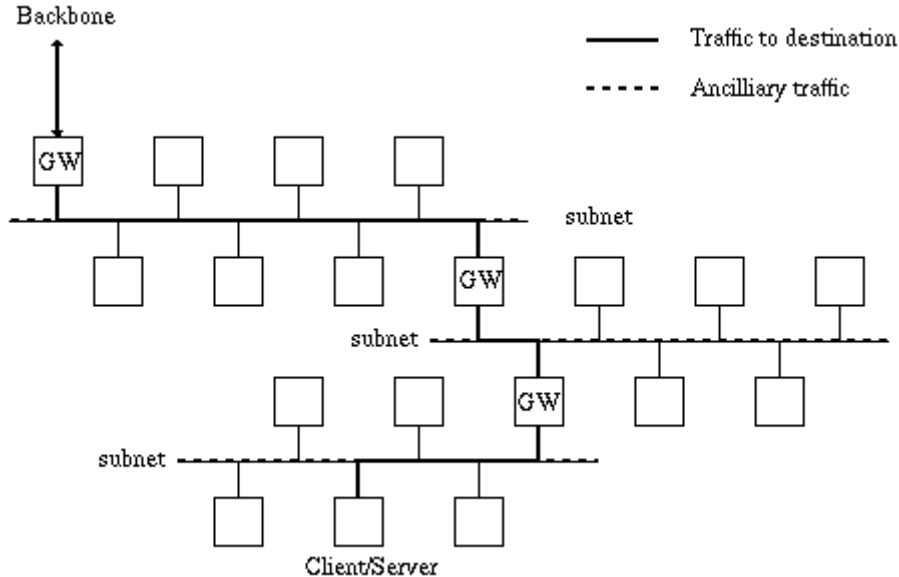 Backbone
Traffic to destination
Ancilliary traffic
GW
subnet
GW
subnet
GW
subnet
Client/Server